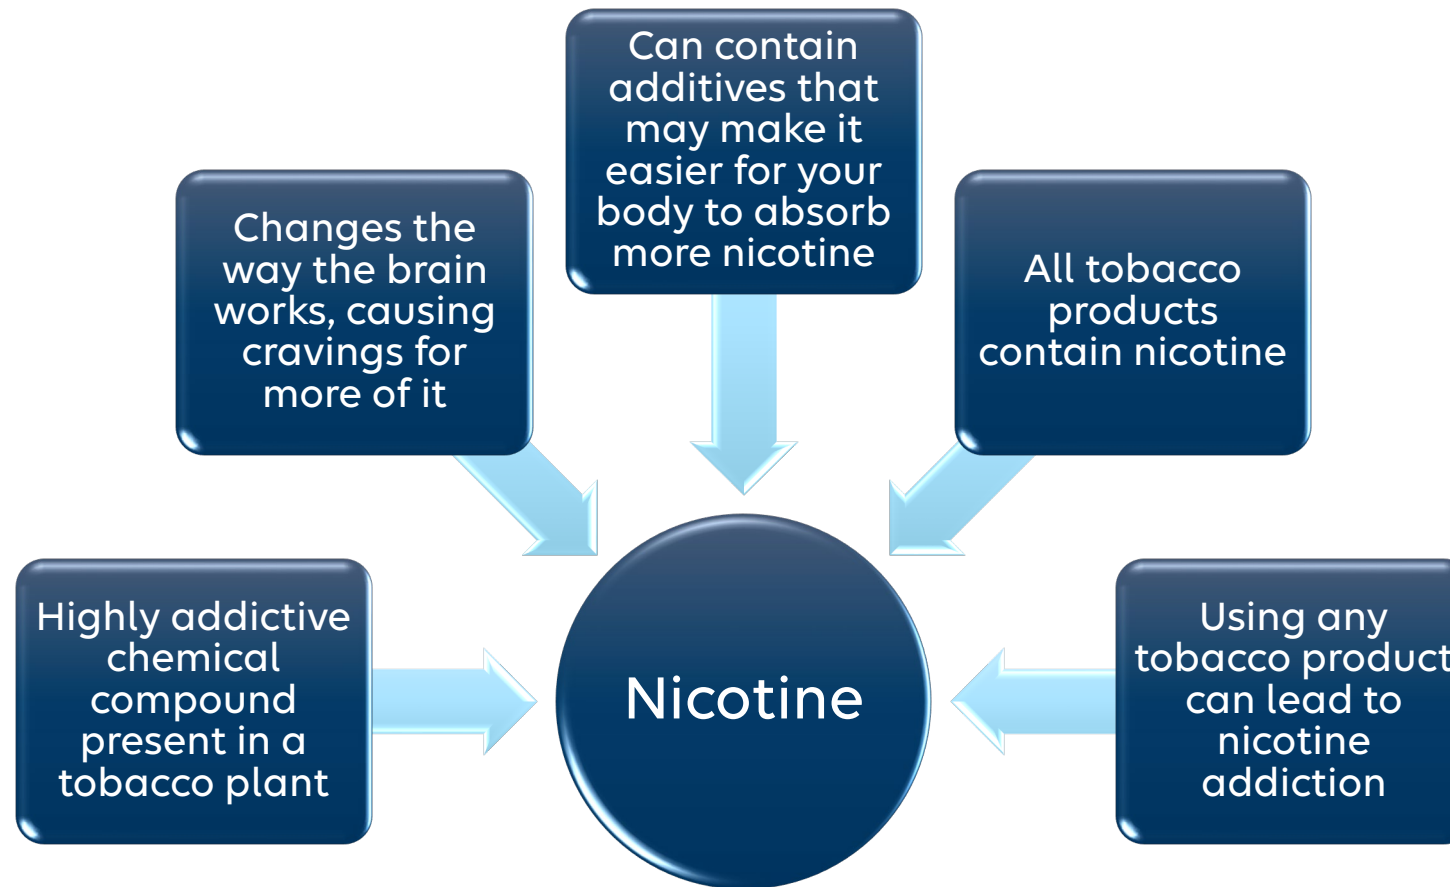 Highly addictive
chemical
compound
present in a
tobacco plant
Changes the
way the brain
works, causing
cravings for
more of it
Can contain
additives that
may make it
easier for your
body to absorb
more nicotine
All tobacco
products
contain nicotine
Using any
tobacco product
can lead to
nicotine
addiction
Nicotine